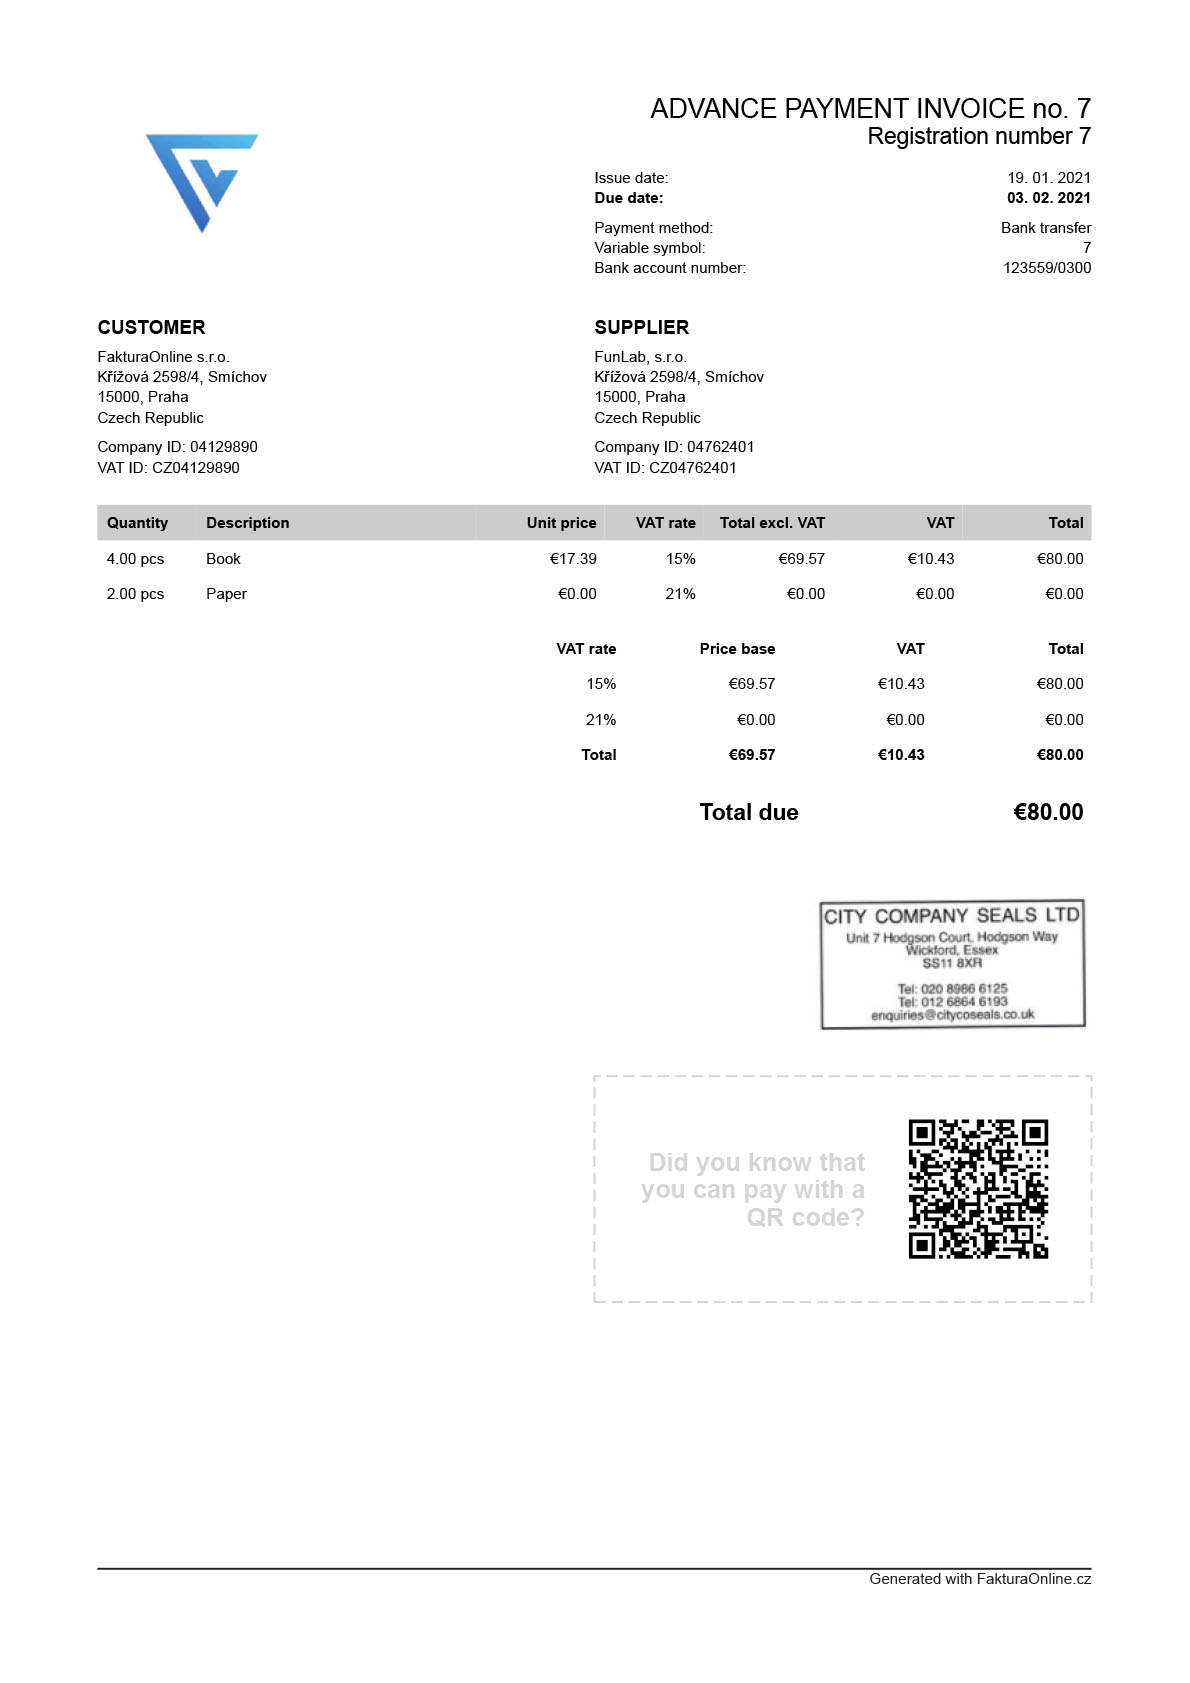 ADVANCE PAYMENT INVOICE no. 7
Registration number 7
Issue date: 19. 01. 2021
Due date: 03. 02. 2021
Payment method: Bank transfer
Variable symbol: 7
Bank account number: 123559/0300
CUSTOMER
FakturaOnline s.r.o.
Křížová 2598/4, Smíchov
15000, Praha
Czech Republic
Company ID: 04129890
VAT ID: CZ04129890
SUPPLIER
FunLab, s.r.o.
Křížová 2598/4, Smíchov
15000, Praha
Czech Republic
Company ID: 04762401
VAT ID: CZ04762401
Quantity Description Unit price VAT rate Total excl. VAT VAT Total
4.00 pcs Book €17.39 15% €69.57 €10.43 €80.00
2.00 pcs Paper €0.00 21% €0.00 €0.00 €0.00
VAT rate Price base VAT Total
15% €69.57 €10.43 €80.00
21% €0.00 €0.00 €0.00
Total €69.57 €10.43 €80.00
Total due €80.00
CITY COMPANY SEALS LTD
Unit 7 Hodgson Court, Hodgson Way
Wickford, Essex
SS11 8XR
Tel: 020 8986 6125
Tel: 012 6864 6193
enquiries@citycoseals.co.uk
Did you know that
you can pay with a
QR code?
Generated with FakturaOnline.cz